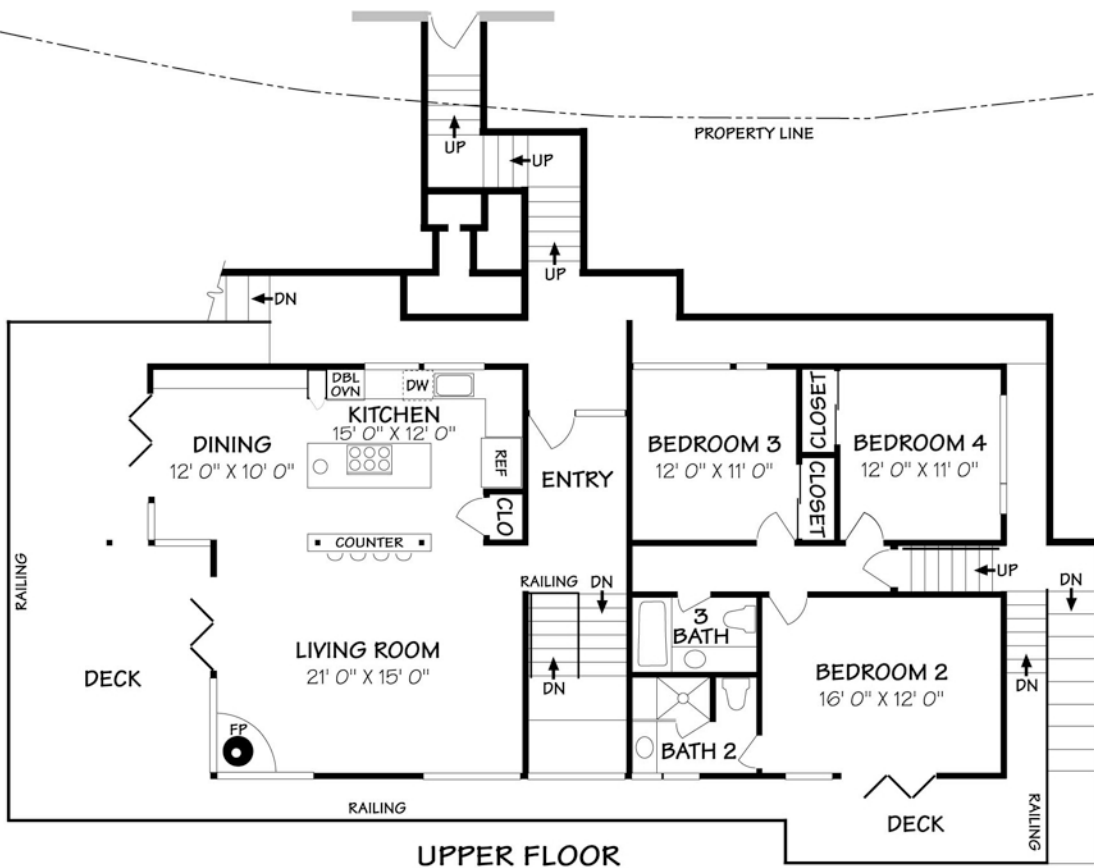 PROPERTY LINE
UP
UP
UP
DN
DBL
OVN
DW
KITCHEN
15' 0" X 12' 0"
DINING
12' 0" X 10' 0"
REF
CLO
ENTRY
BEDROOM 3
12' 0" X 11' 0"
CLOSET
CLOSET
BEDROOM 4
12' 0" X 11' 0"
COUNTER
RAILING
RAILING
DN
UP
DN
3
BATH
LIVING ROOM
21' 0" X 15' 0"
DECK
DN
BEDROOM 2
16' 0" X 12' 0"
DN
FP
BATH 2
RAILING
DECK
RAILING
UPPER FLOOR